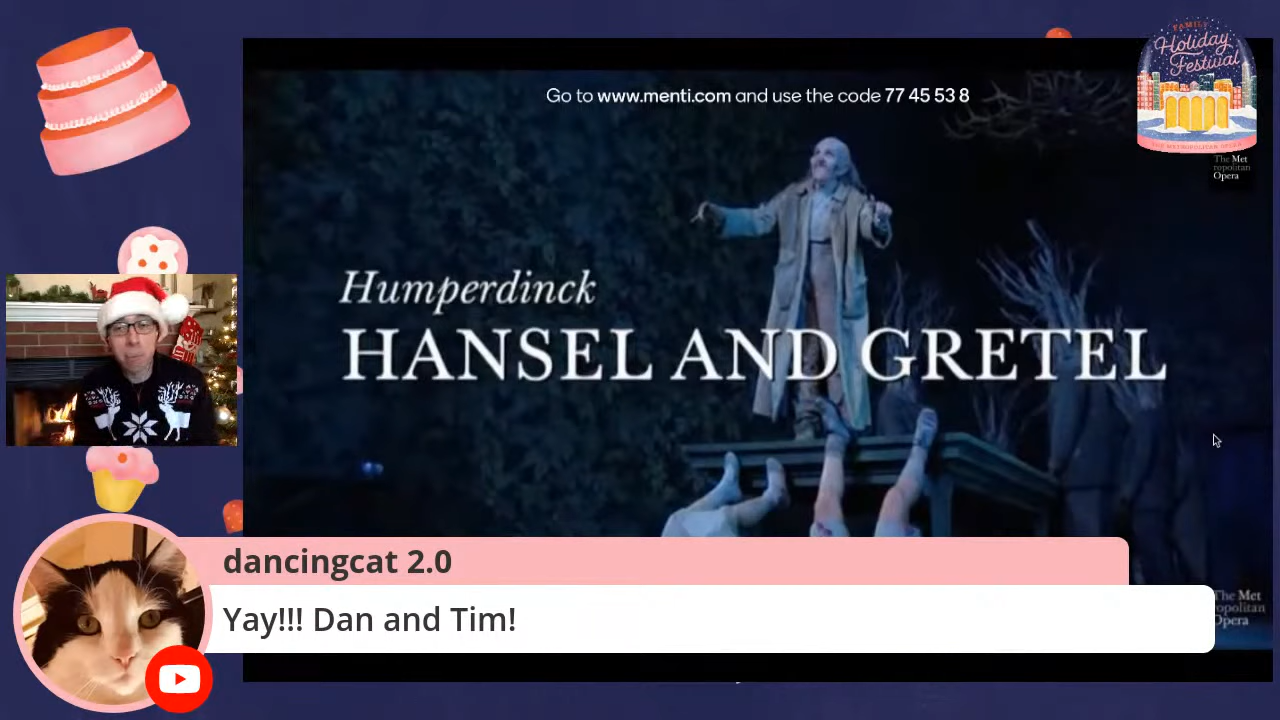 Go to www.menti.com and use the code 77 45 53 8
FAMILY
Holiday
Festival
THE METROPOLITAN OPERA
The Met
ropolitan
Opera
Humperdinck
HANSEL AND GRETEL
dancingcat 2.0
Yay!!! Dan and Tim!
The Met
ropolitan
Opera